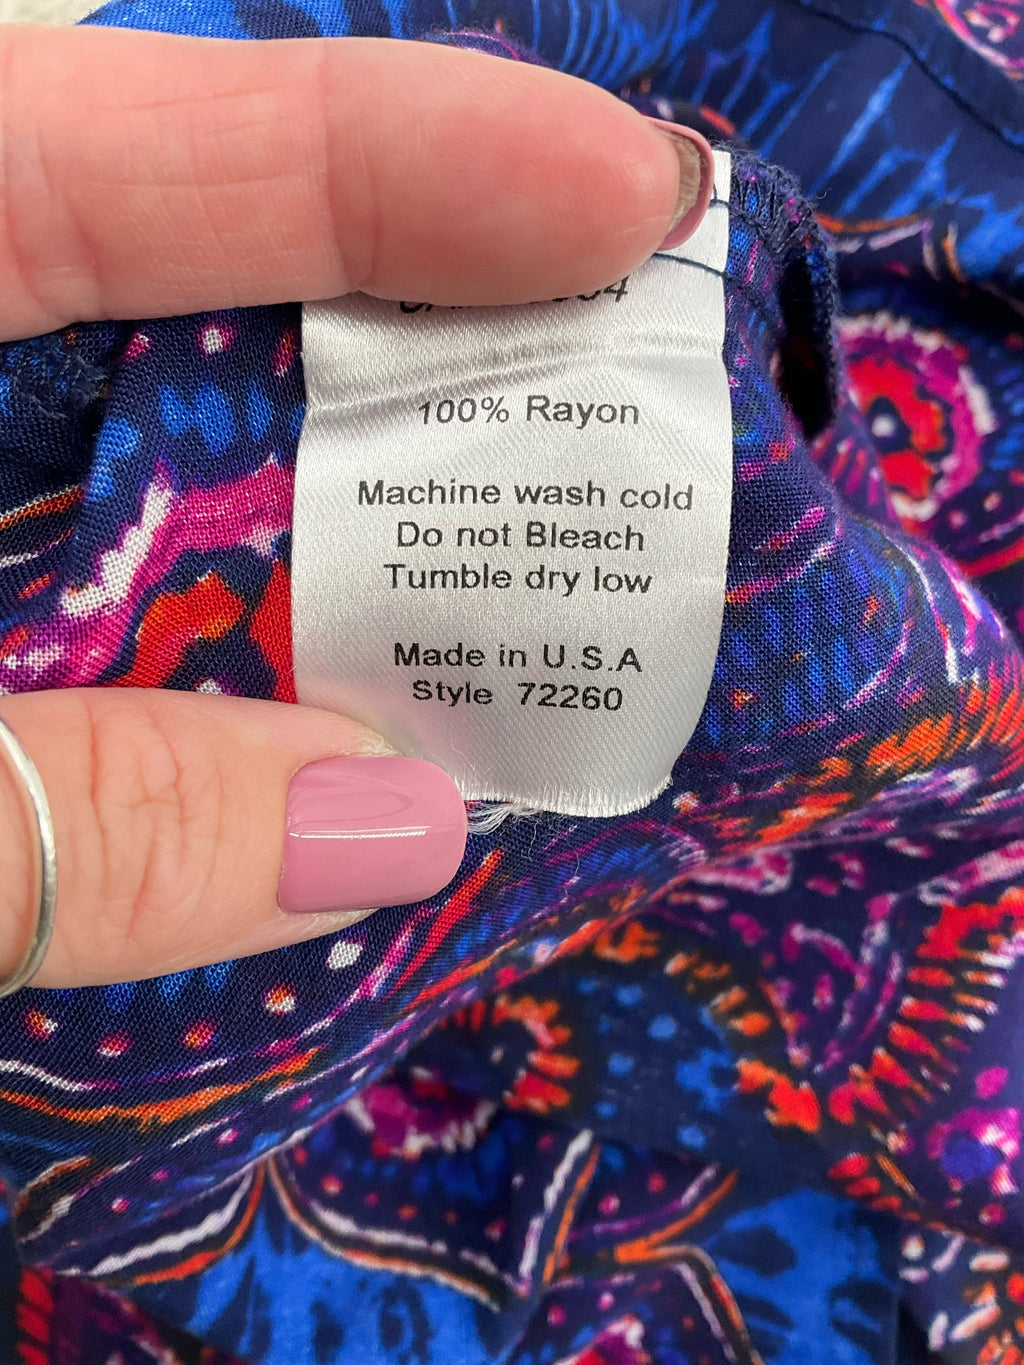 100% Rayon
Machine wash cold
Do not Bleach
Tumble dry low
Made in U.S.A
Style 72260